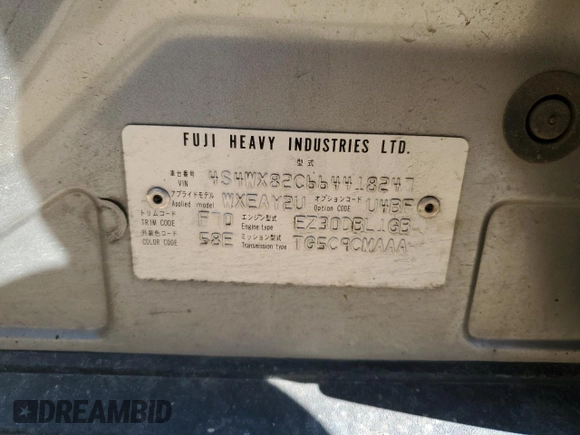 FUJI HEAVY INDUSTRIES LTD.
型式
車台番号 VIN 4S4WX82C664418247
アプライドモデル Applied model WXEAY2U オプションコード Option CODE U4BF
トリムコード TRIM CODE F70 エンジン型式 Engine type EZ30DBL1GB
外装色コード COLOR CODE 58E ミッション型式 Transmission type TG5C9CMAAA
DREAMBID